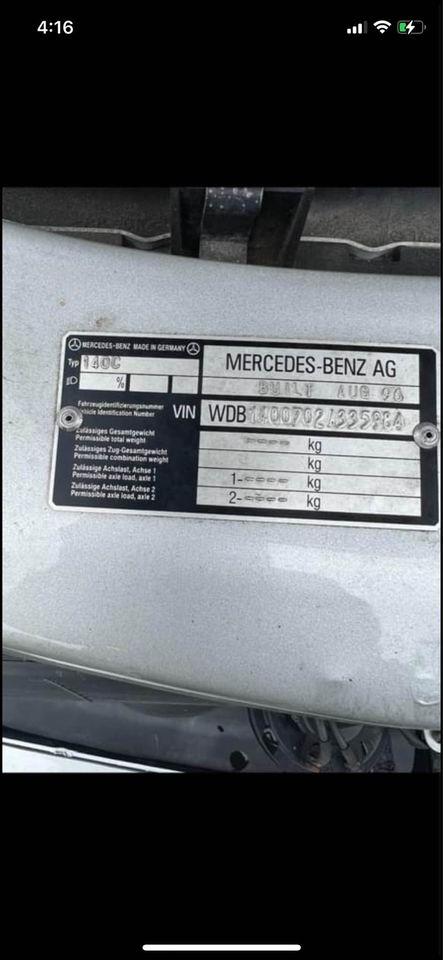 4:16
MERCEDES-BENZ MADE IN GERMANY
Typ 140C
MERCEDES-BENZ AG
%
BUILT AUG
Fahrzeugidentifizierungsnummer
Vehicle Identification Number
VIN WDB
Zulässiges Gesamtgewicht
Permissible total weight
---- kg
Zulässiges Zug-Gesamtgewicht
Permissible combination weight
kg
Zulässige Achslast, Achse 1
Permissible axle load, axle 1
1----- kg
Zulässige Achslast, Achse 2
Permissible axle load, axle 2
2----- kg